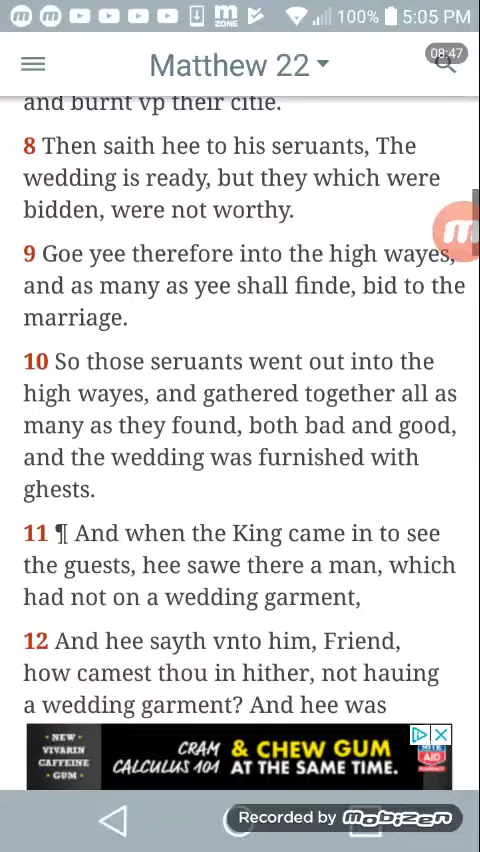 100% 5:05 PM
Matthew 22
08:47
and burnt vp their citie.
8 Then saith hee to his seruants, The
wedding is ready, but they which were
bidden, were not worthy.
9 Goe yee therefore into the high wayes,
and as many as yee shall finde, bid to the
marriage.
10 So those seruants went out into the
high wayes, and gathered together all as
many as they found, both bad and good,
and the wedding was furnished with
ghests.
11 ¶ And when the King came in to see
the guests, hee sawe there a man, which
had not on a wedding garment,
12 And hee sayth vnto him, Friend,
how camest thou in hither, not hauing
a wedding garment? And hee was
• NEW •
VIVARIN
CAFFEINE
• GUM •
CRAM & CHEW GUM
CALCULUS 101 AT THE SAME TIME.
RITE
AID
Recorded by mobizen